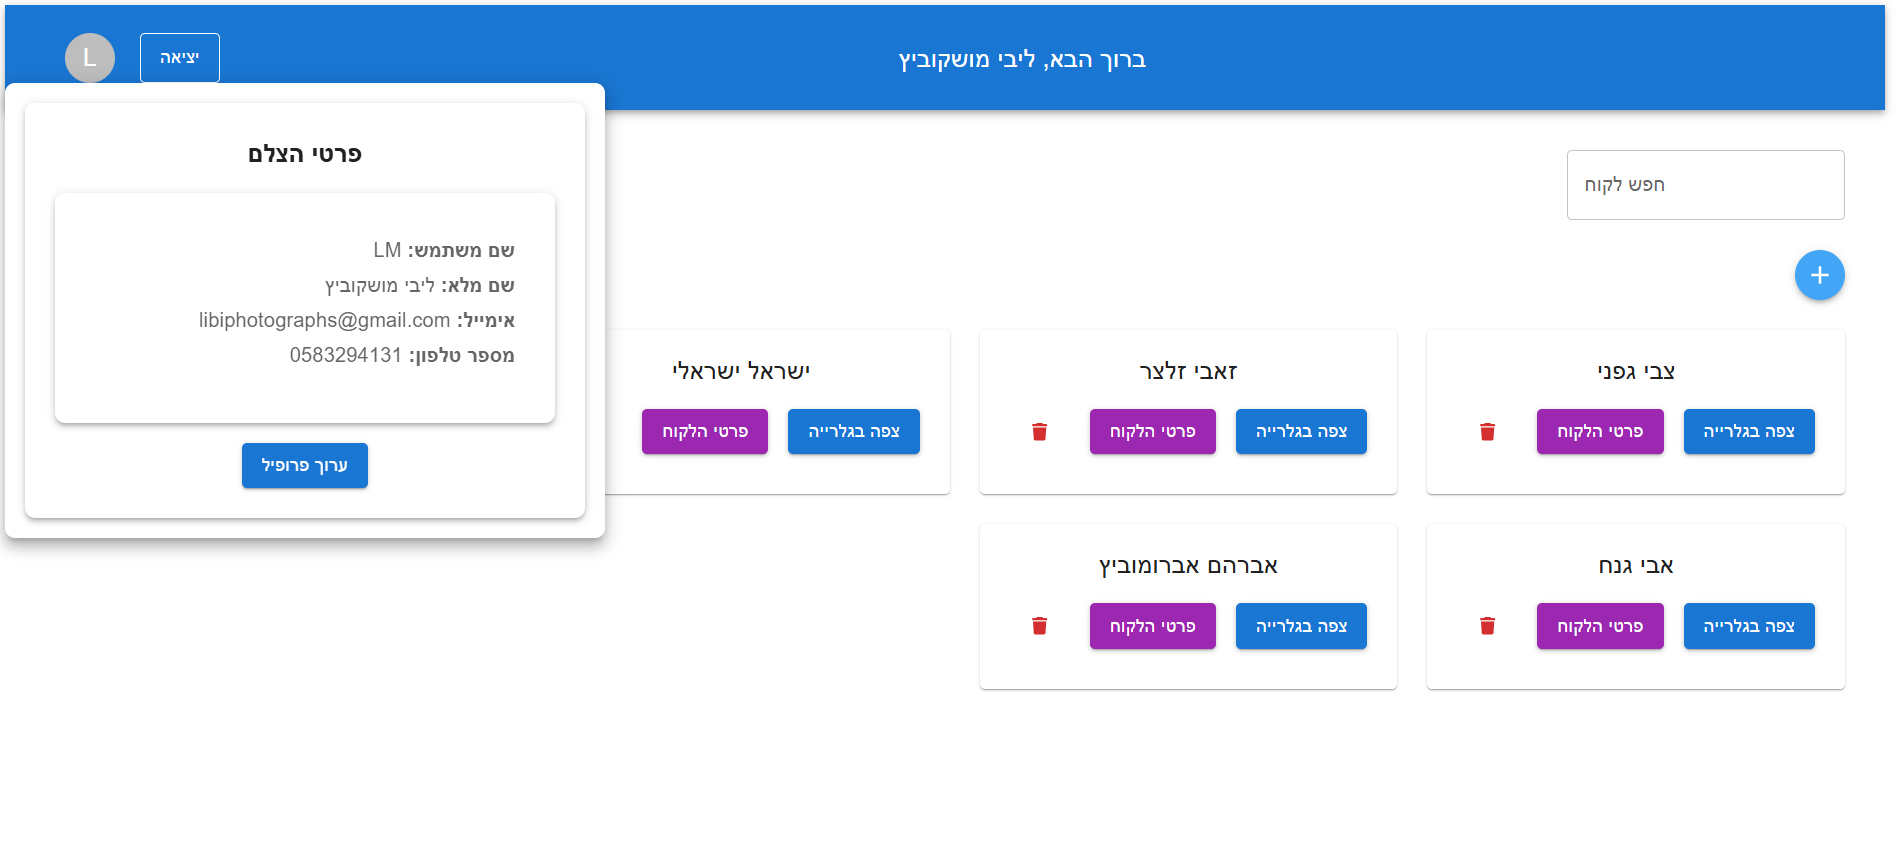 ברוך הבא, ליבי מושקוביץ
יציאה
L
חפש לקוח
פרטי הצלם
שם משתמש: LM
שם מלא: ליבי מושקוביץ
אימייל: libiphotographs@gmail.com
מספר טלפון: 0583294131
ערוך פרופיל
צבי גפני
צפה בגלרייה
פרטי הלקוח
זאבי זלצר
צפה בגלרייה
פרטי הלקוח
ישראל ישראלי
צפה בגלרייה
פרטי הלקוח
אבי גנח
צפה בגלרייה
פרטי הלקוח
אברהם אברומוביץ
צפה בגלרייה
פרטי הלקוח